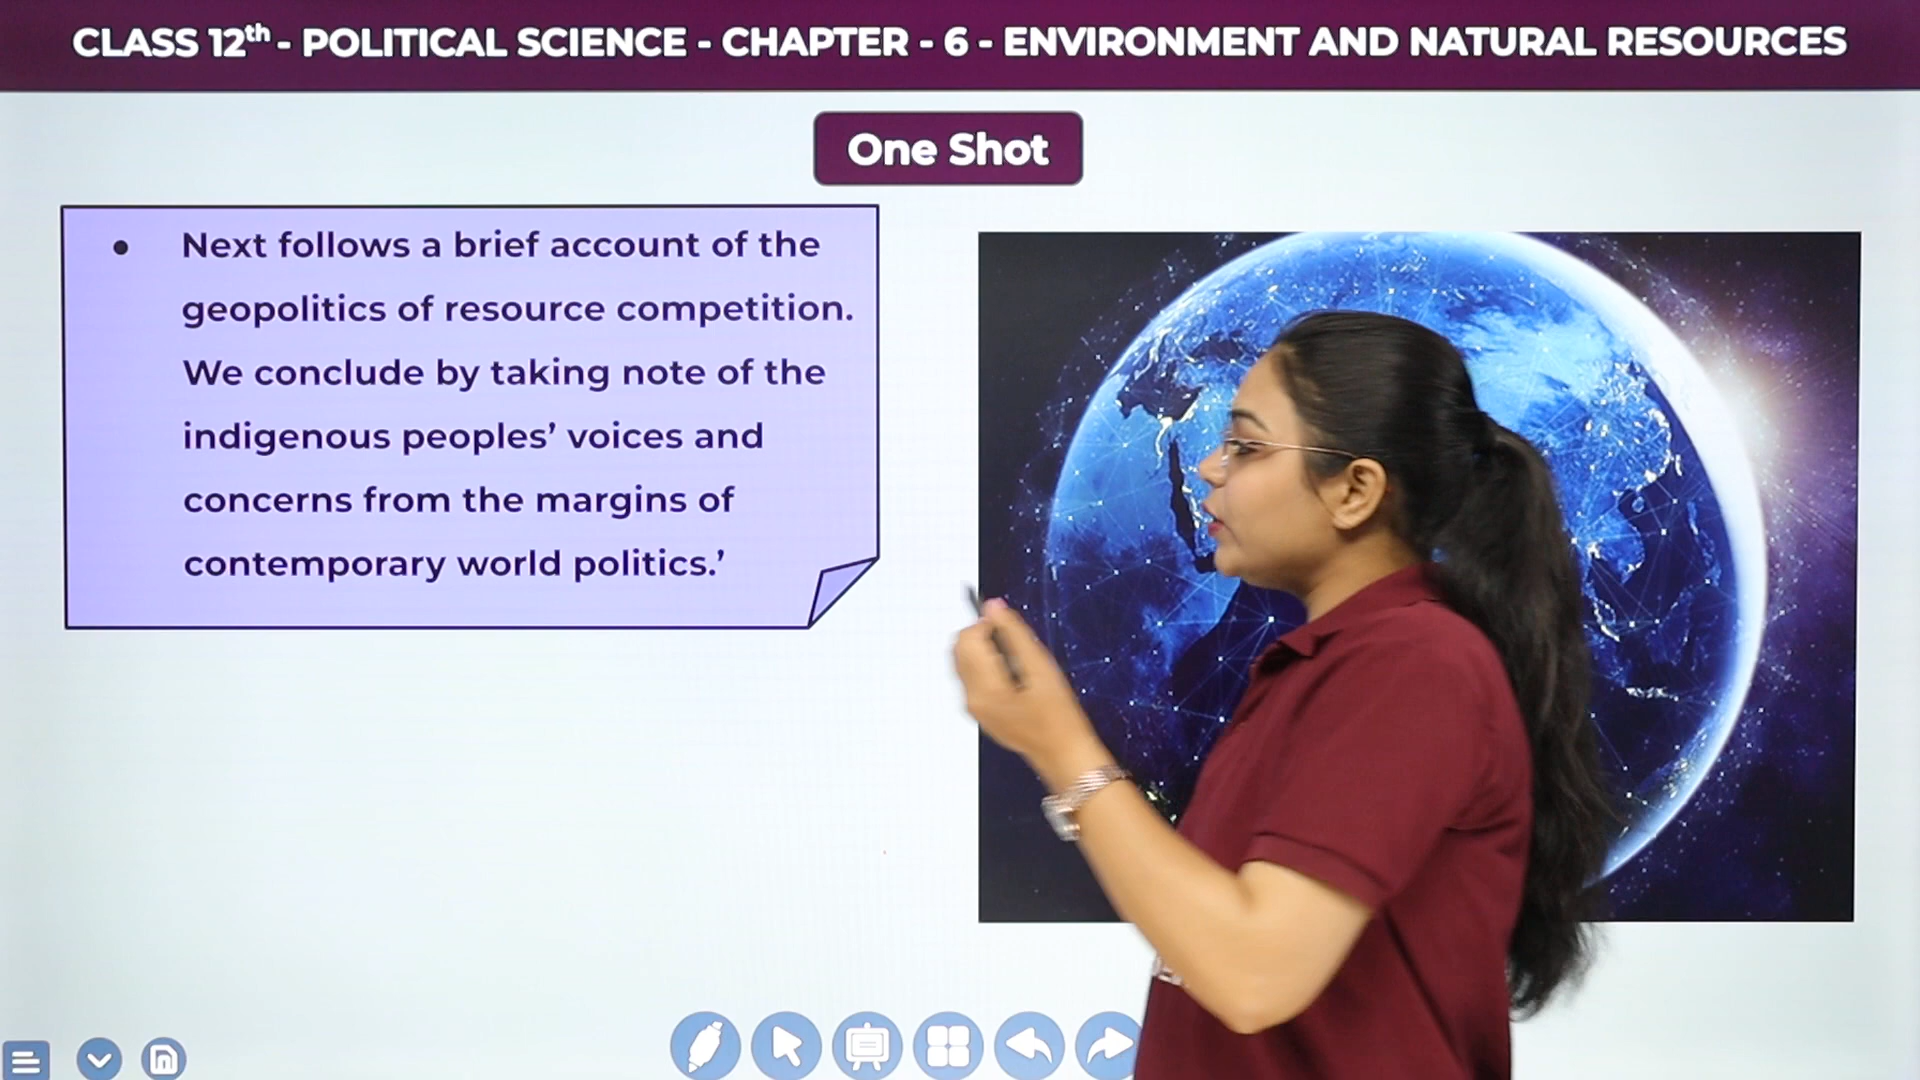 CLASS 12th - POLITICAL SCIENCE - CHAPTER - 6 - ENVIRONMENT AND NATURAL RESOURCES
One Shot
• Next follows a brief account of the
geopolitics of resource competition.
We conclude by taking note of the
indigenous peoples’ voices and
concerns from the margins of
contemporary world politics.’